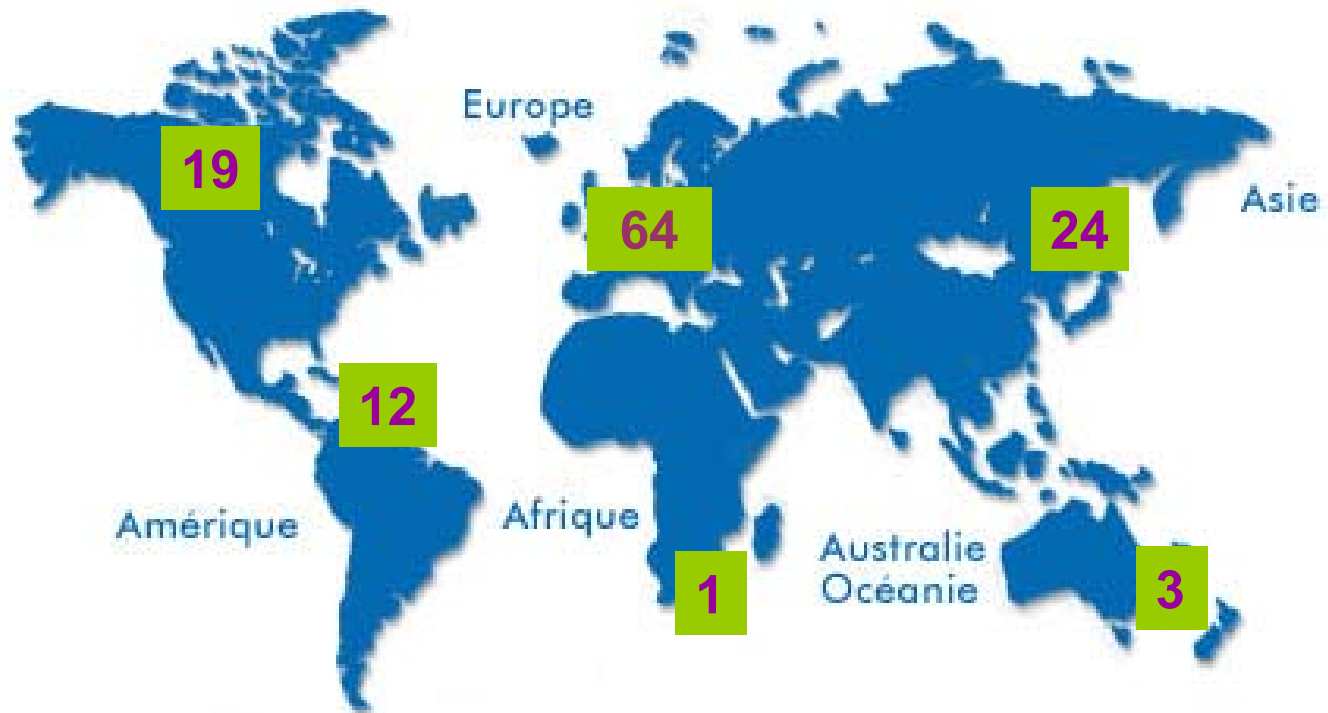 Europe
19
64
24
Asie
12
Amérique
Afrique
Australie
Océanie
1
3